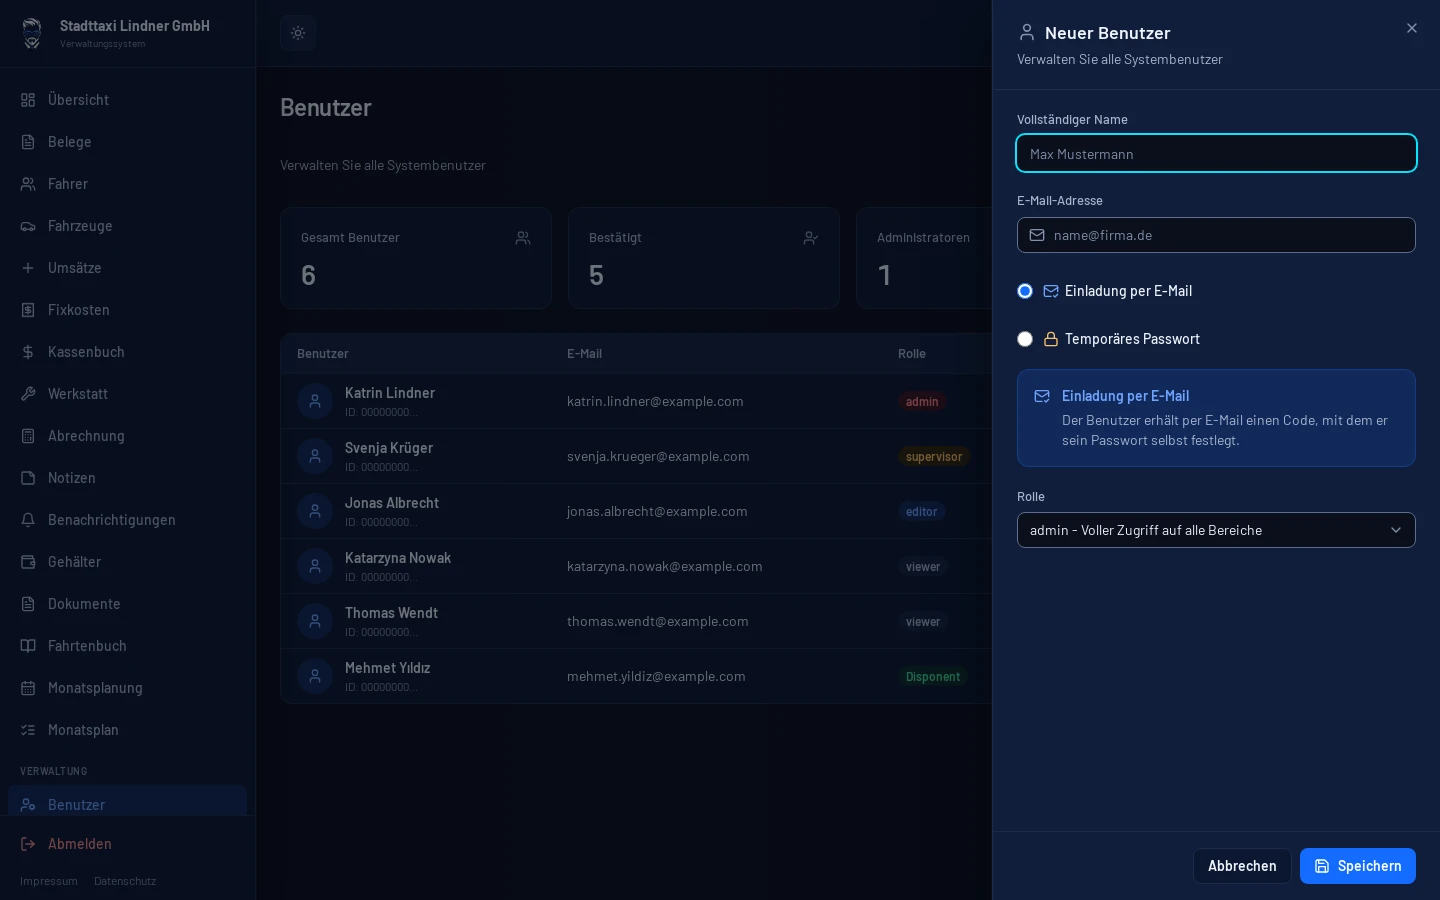 Stadttaxi Lindner GmbH
Verwaltungssystem
Übersicht
Belege
Fahrer
Fahrzeuge
Umsätze
Fixkosten
Kassenbuch
Werkstatt
Abrechnung
Notizen
Benachrichtigungen
Gehälter
Dokumente
Fahrtenbuch
Monatsplanung
Monatsplan
VERWALTUNG
Benutzer
Abmelden
Impressum Datenschutz
Benutzer
Verwalten Sie alle Systembenutzer
Gesamt Benutzer
6
Bestätigt
5
Administratoren
1
Benutzer E-Mail Rolle
Katrin Lindner
ID: 00000000...
katrin.lindner@example.com
admin
Svenja Krüger
ID: 00000000...
svenja.krueger@example.com
supervisor
Jonas Albrecht
ID: 00000000...
jonas.albrecht@example.com
editor
Katarzyna Nowak
ID: 00000000...
katarzyna.nowak@example.com
viewer
Thomas Wendt
ID: 00000000...
thomas.wendt@example.com
viewer
Mehmet Yıldız
ID: 00000000...
mehmet.yildiz@example.com
Disponent
Neuer Benutzer
Verwalten Sie alle Systembenutzer
Vollständiger Name
Max Mustermann
E-Mail-Adresse
name@firma.de
Einladung per E-Mail
Temporäres Passwort
Einladung per E-Mail
Der Benutzer erhält per E-Mail einen Code, mit dem er
sein Passwort selbst festlegt.
Rolle
admin - Voller Zugriff auf alle Bereiche
Abbrechen
Speichern